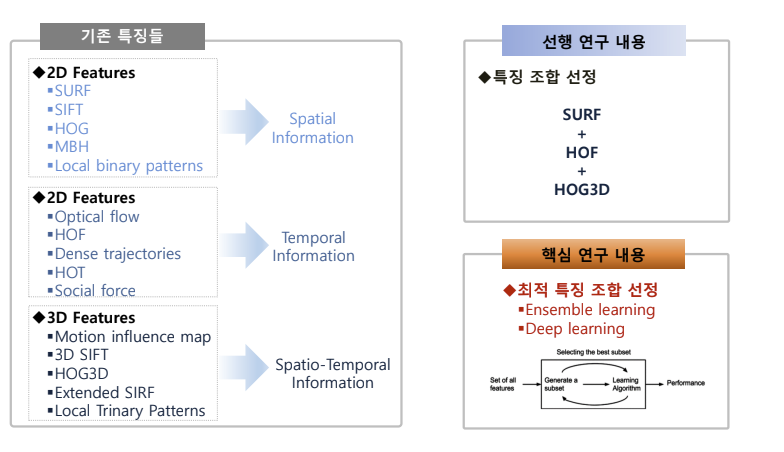 기존 특징들
◆2D Features
▪SURF
▪SIFT
▪HOG
▪MBH
▪Local binary patterns
Spatial
Information
◆2D Features
▪Optical flow
▪HOF
▪Dense trajectories
▪HOT
▪Social force
Temporal
Information
◆3D Features
▪Motion influence map
▪3D SIFT
▪HOG3D
▪Extended SIRF
▪Local Trinary Patterns
Spatio-Temporal
Information
선행 연구 내용
◆특징 조합 선정
SURF
+
HOF
+
HOG3D
핵심 연구 내용
◆최적 특징 조합 선정
▪Ensemble learning
▪Deep learning
Selecting the best subset
Set of all
features
Generate a
subset
Learning
Algorithm
Performance